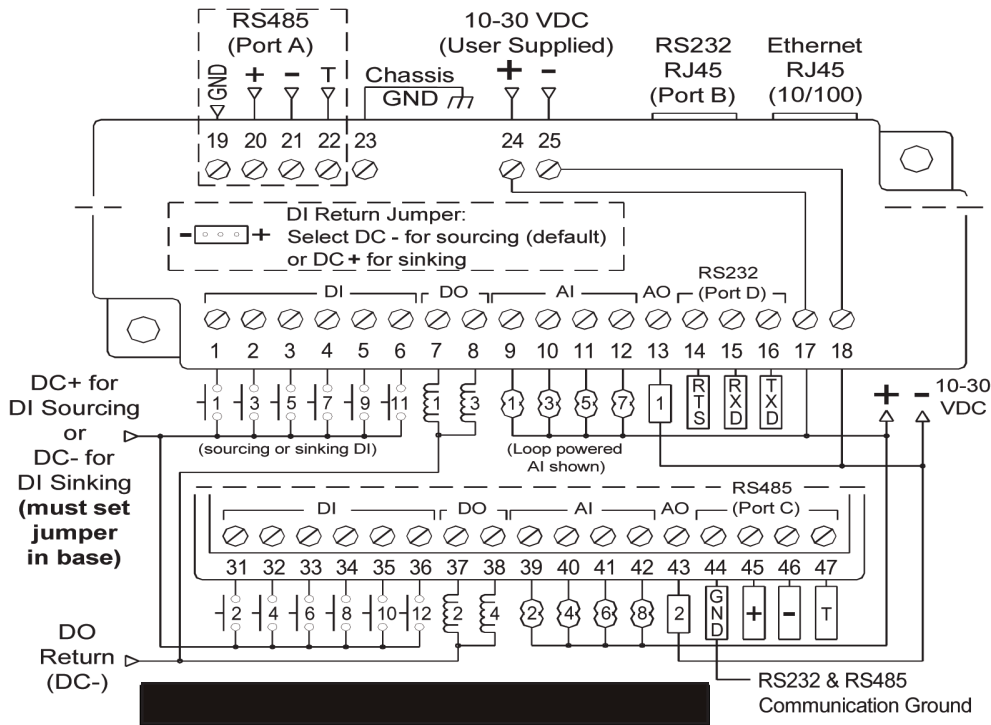 RS485
(Port A)
10-30 VDC
(User Supplied)
RS232
RJ45
(Port B)
Ethernet
RJ45
(10/100)
GND + - T
Chassis
GND
+ -
19 20 21 22 23 24 25
DI Return Jumper:
- + Select DC - for sourcing (default)
or DC + for sinking
DI DO AI AO RS232
(Port D)
1 2 3 4 5 6 7 8 9 10 11 12 13 14 15 16 17 18
DC+ for
DI Sourcing
or
DC- for
DI Sinking
(must set
jumper
in base)
1 3 5 7 9 11 1 3 1 3 5 7 1 RTS RXD TXD
+ - 10-30
VDC
(sourcing or sinking DI)
(Loop powered
AI shown)
DI DO AI AO RS485
(Port C)
31 32 33 34 35 36 37 38 39 40 41 42 43 44 45 46 47
2 4 6 8 10 12 2 4 2 4 6 8 2 GND + - T
DO
Return
(DC-)
RS232 & RS485
Communication Ground